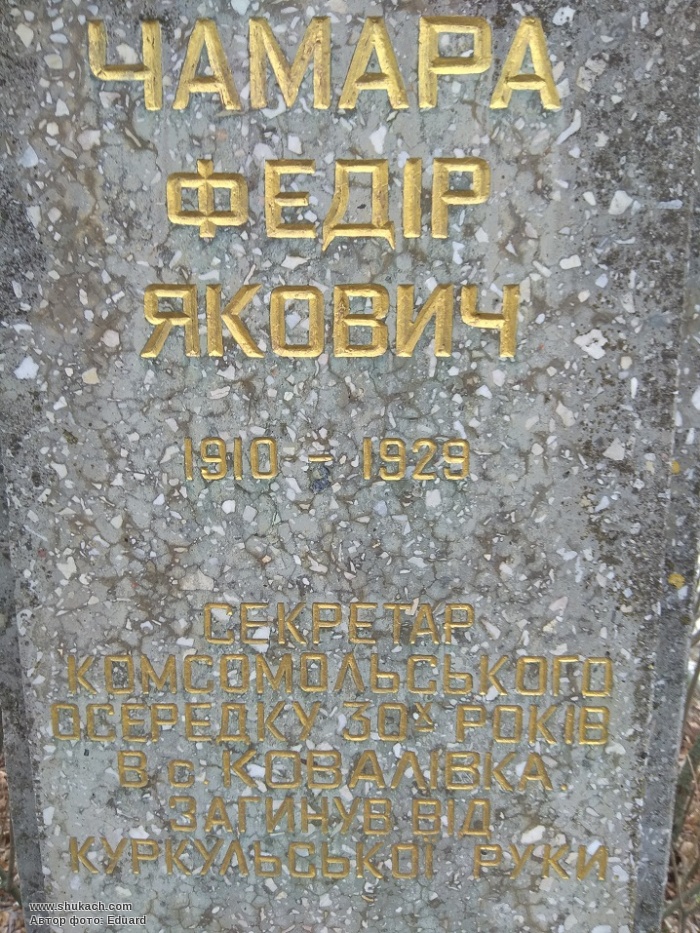 ЧАМАРА
ФЕДІР
ЯКОВИЧ
1910 – 1929
СЕКРЕТАР
КОМСОМОЛЬСЬКОГО
ОСЕРЕДКУ 30х РОКІВ
В с. КОВАЛІВКА.
ЗАГИНУВ ВІД
КУРКУЛЬСЬКОЇ РУКИ
www.shukach.com
Автор фото: Eduard